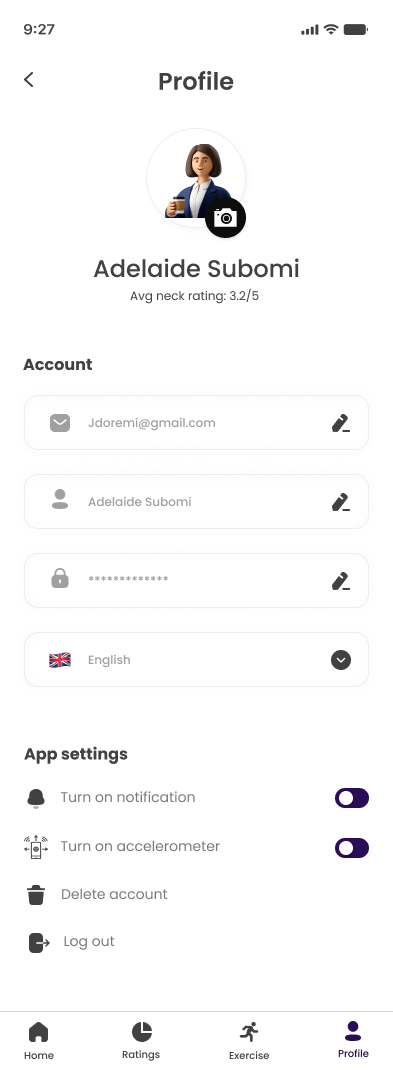 9:27
Profile
Adelaide Subomi
Avg neck rating: 3.2/5
Account
Jdoremi@gmail.com
Adelaide Subomi
*************
English
App settings
Turn on notification
Turn on accelerometer
Delete account
Log out
Home Ratings Exercise Profile